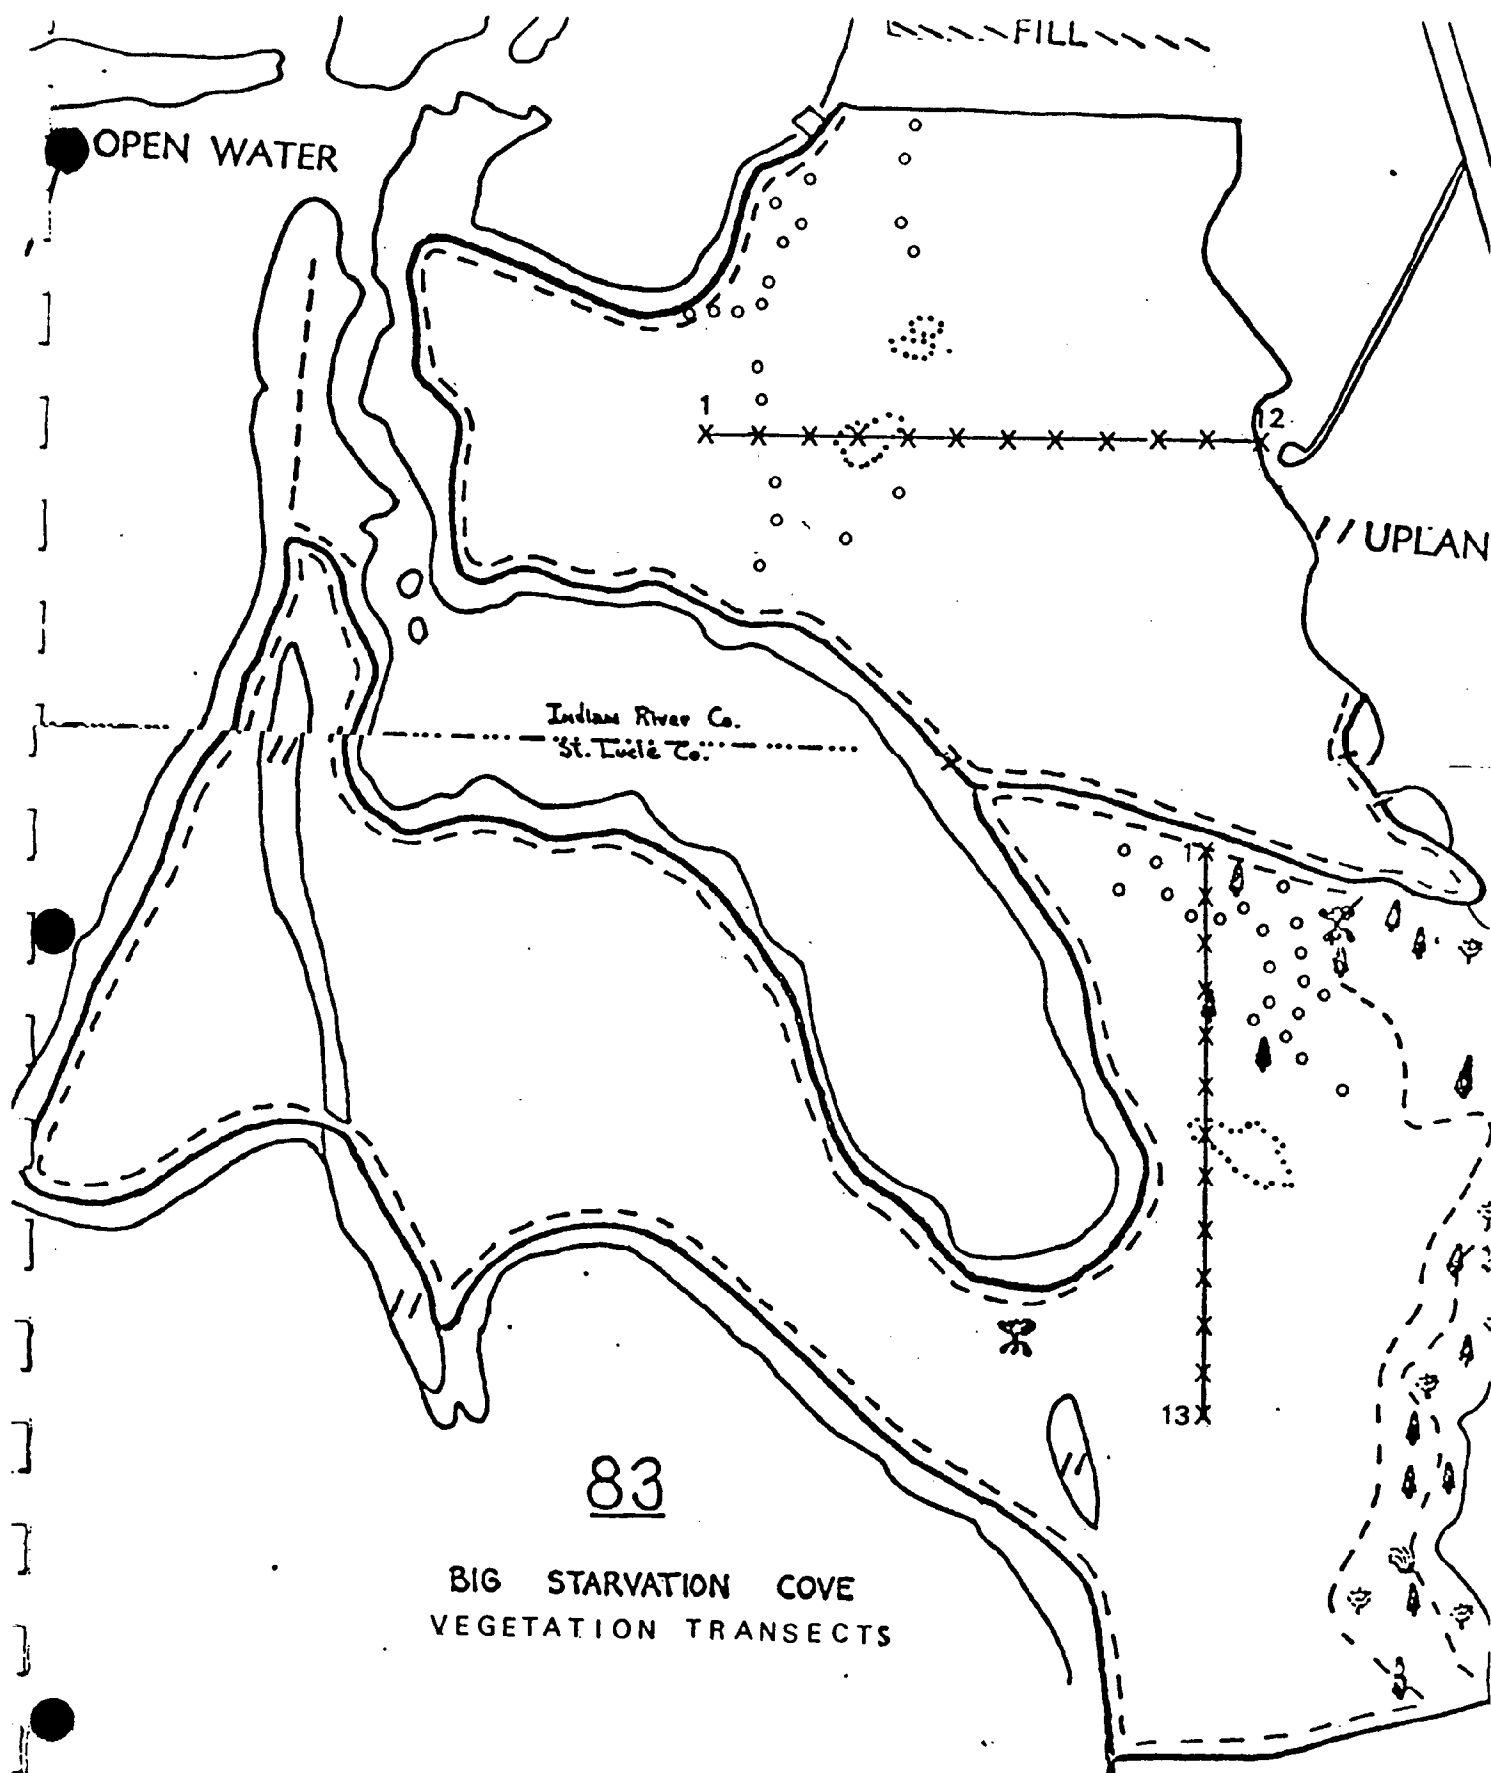 FILL
OPEN WATER
1
12
UPLAN
Indian River Co.
St. Lucie Co.
1
13
83
BIG STARVATION COVE
VEGETATION TRANSECTS